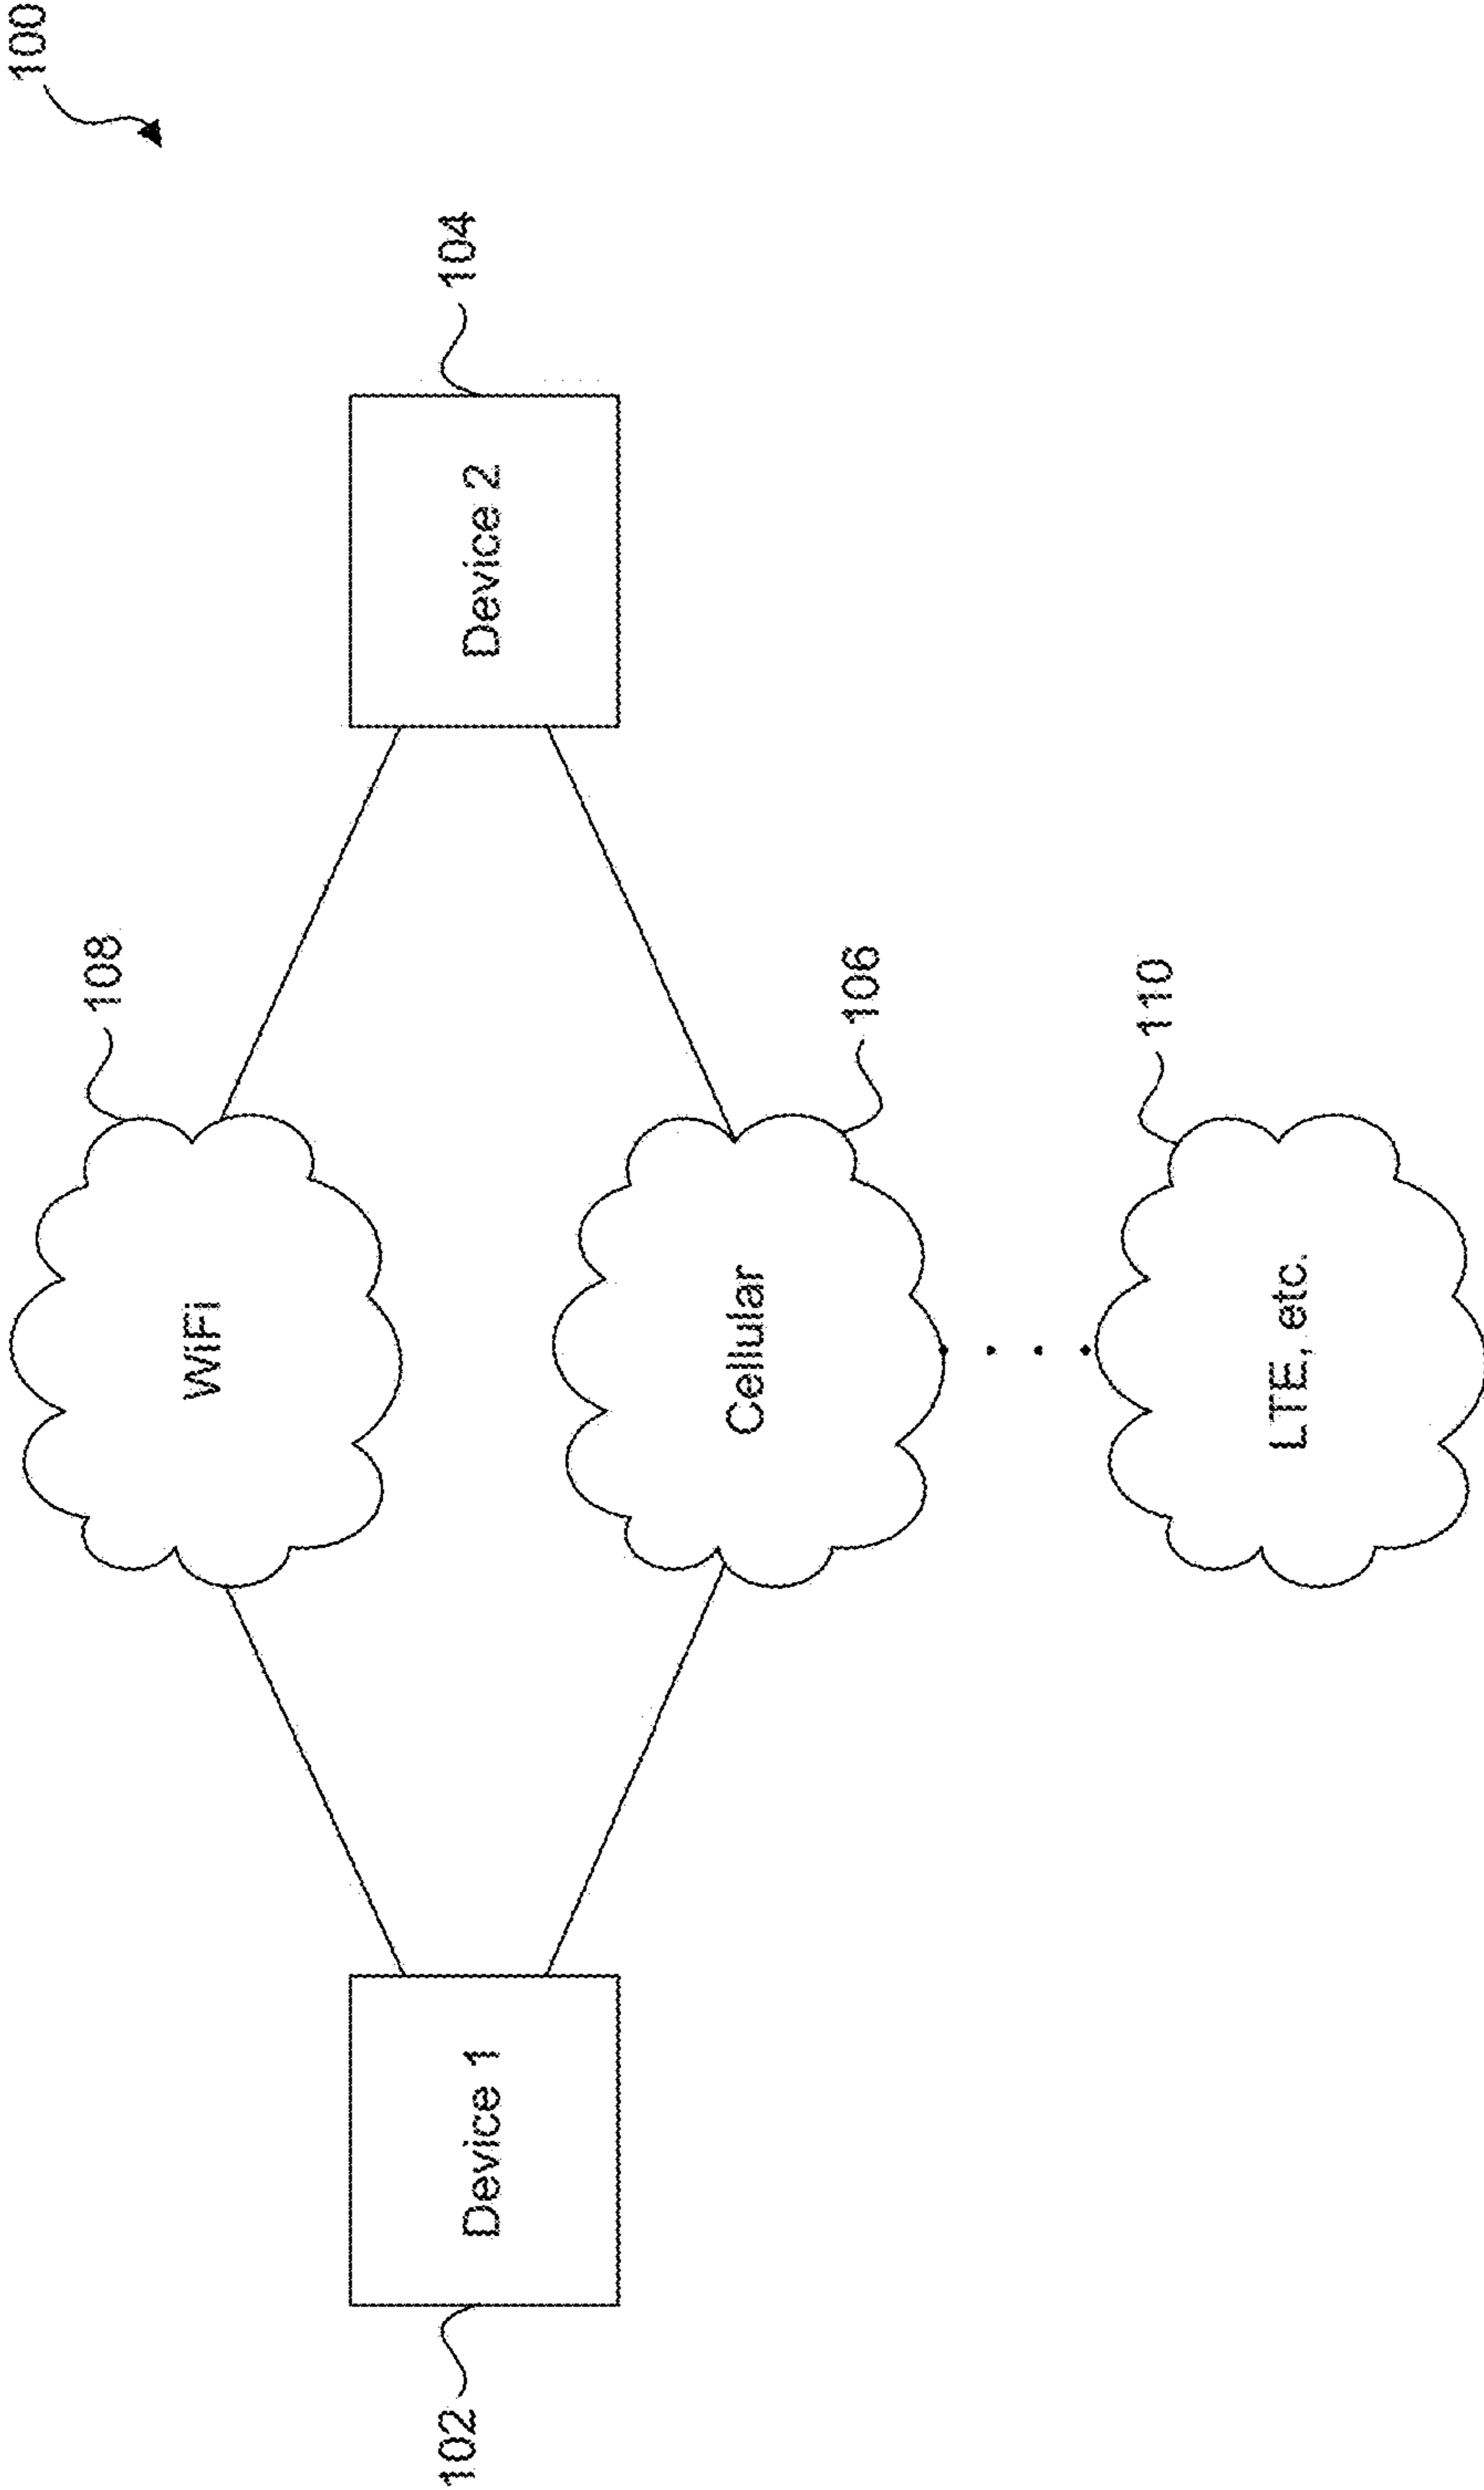 100
108
WiFi
104
Device 2
Device 1
102
106
Cellular
110
LTE, etc.